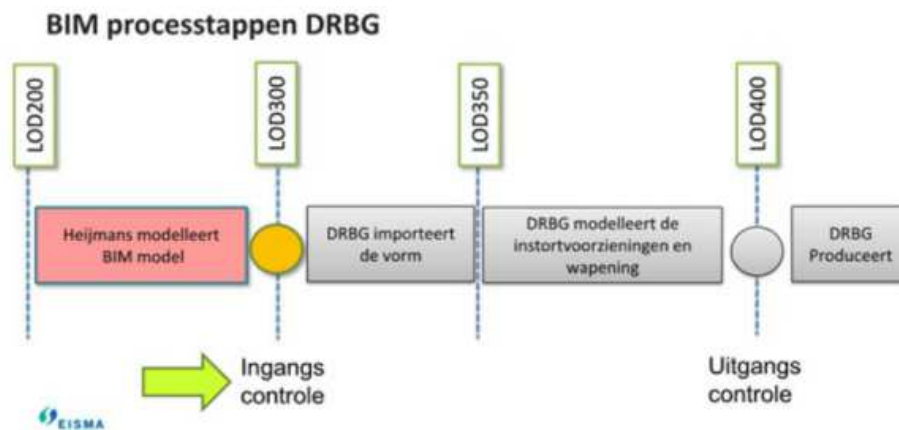 BIM processtappen DRBG
LOD200
LOD300
LOD350
LOD400
Heijmans modelleert
BIM model
DRBG importeert
de vorm
DRBG modelleert de
instortvoorzieningen en
wapening
DRBG
Produceert
Ingangs
controle
Uitgangs
controle
EISMA